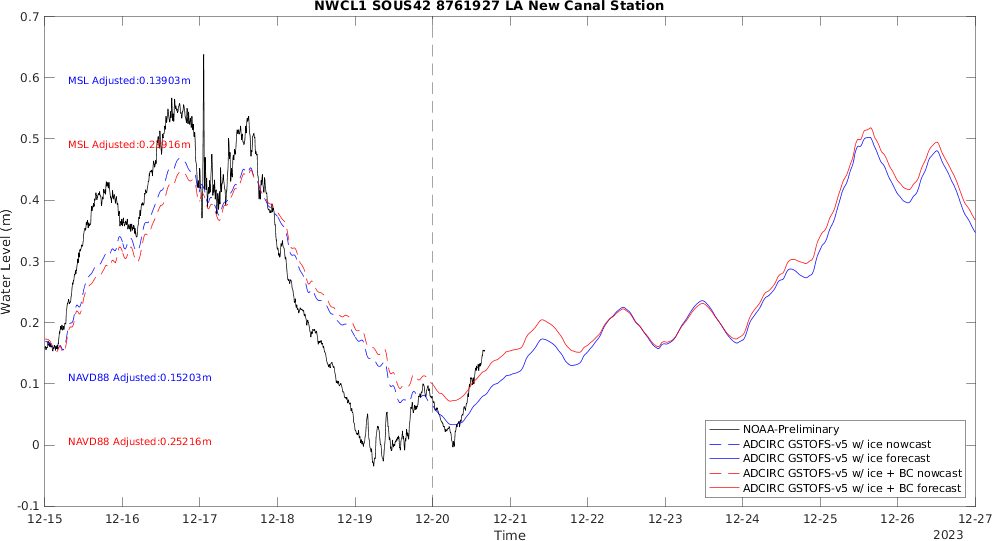 NWCL1 SOUS42 8761927 LA New Canal Station
0.7
0.6
0.5
0.4
0.3
0.2
0.1
0
-0.1
Water Level (m)
MSL Adjusted:0.13903m
MSL Adjusted:0.23916m
NAVD88 Adjusted:0.15203m
NAVD88 Adjusted:0.25216m
NOAA-Preliminary
ADCIRC GSTOFS-v5 w/ ice nowcast
ADCIRC GSTOFS-v5 w/ ice forecast
ADCIRC GSTOFS-v5 w/ ice + BC nowcast
ADCIRC GSTOFS-v5 w/ ice + BC forecast
12-15 12-16 12-17 12-18 12-19 12-20 12-21 12-22 12-23 12-24 12-25 12-26 12-27
Time
2023